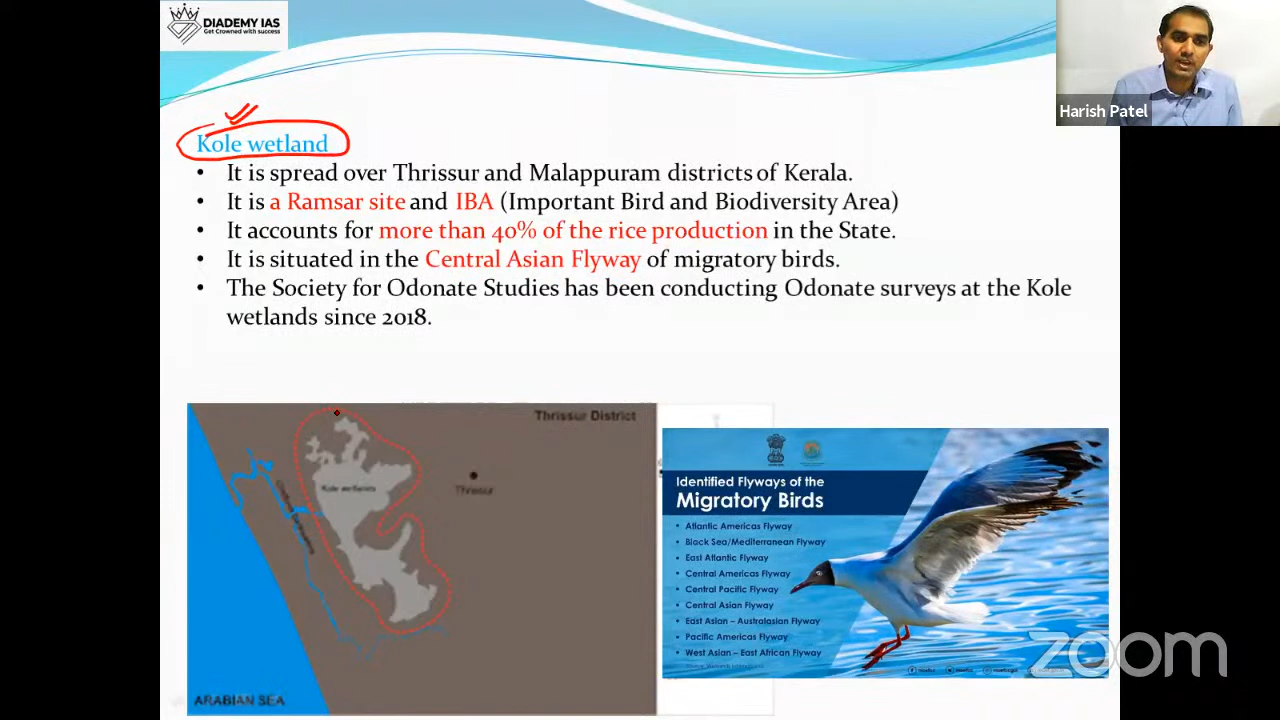 DIADEMY IAS
Get Crowned with success
Harish Patel
Kole wetland
• It is spread over Thrissur and Malappuram districts of Kerala.
• It is a Ramsar site and IBA (Important Bird and Biodiversity Area)
• It accounts for more than 40% of the rice production in the State.
• It is situated in the Central Asian Flyway of migratory birds.
• The Society for Odonate Studies has been conducting Odonate surveys at the Kole
wetlands since 2018.
Thrissur District
Kole wetlands
Thrissur
ARABIAN SEA
Identified Flyways of the
Migratory Birds
• Atlantic Americas Flyway
• Black Sea/Mediterranean Flyway
• East Atlantic Flyway
• Central Americas Flyway
• Central Pacific Flyway
• Central Asian Flyway
• East Asian – Australasian Flyway
• Pacific Americas Flyway
• West Asian – East African Flyway
zoom